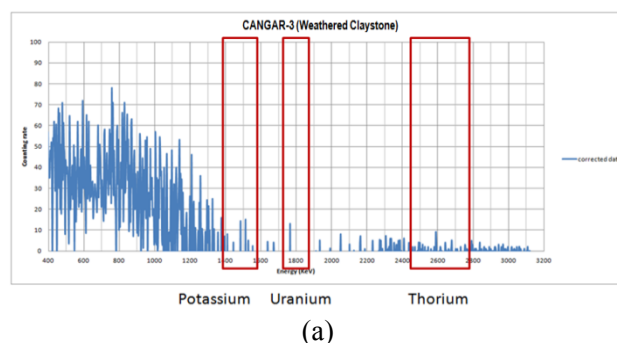 CANGAR-3 (Weathered Claystone)
100
90
80
70
60
50
40
30
20
10
0
Counting rate
400 600 800 1000 1200 1400 1600 1800 2000 2200 2400 2600 2800 3000 3200
Energy (KeV)
corrected dat
Potassium Uranium Thorium
(a)